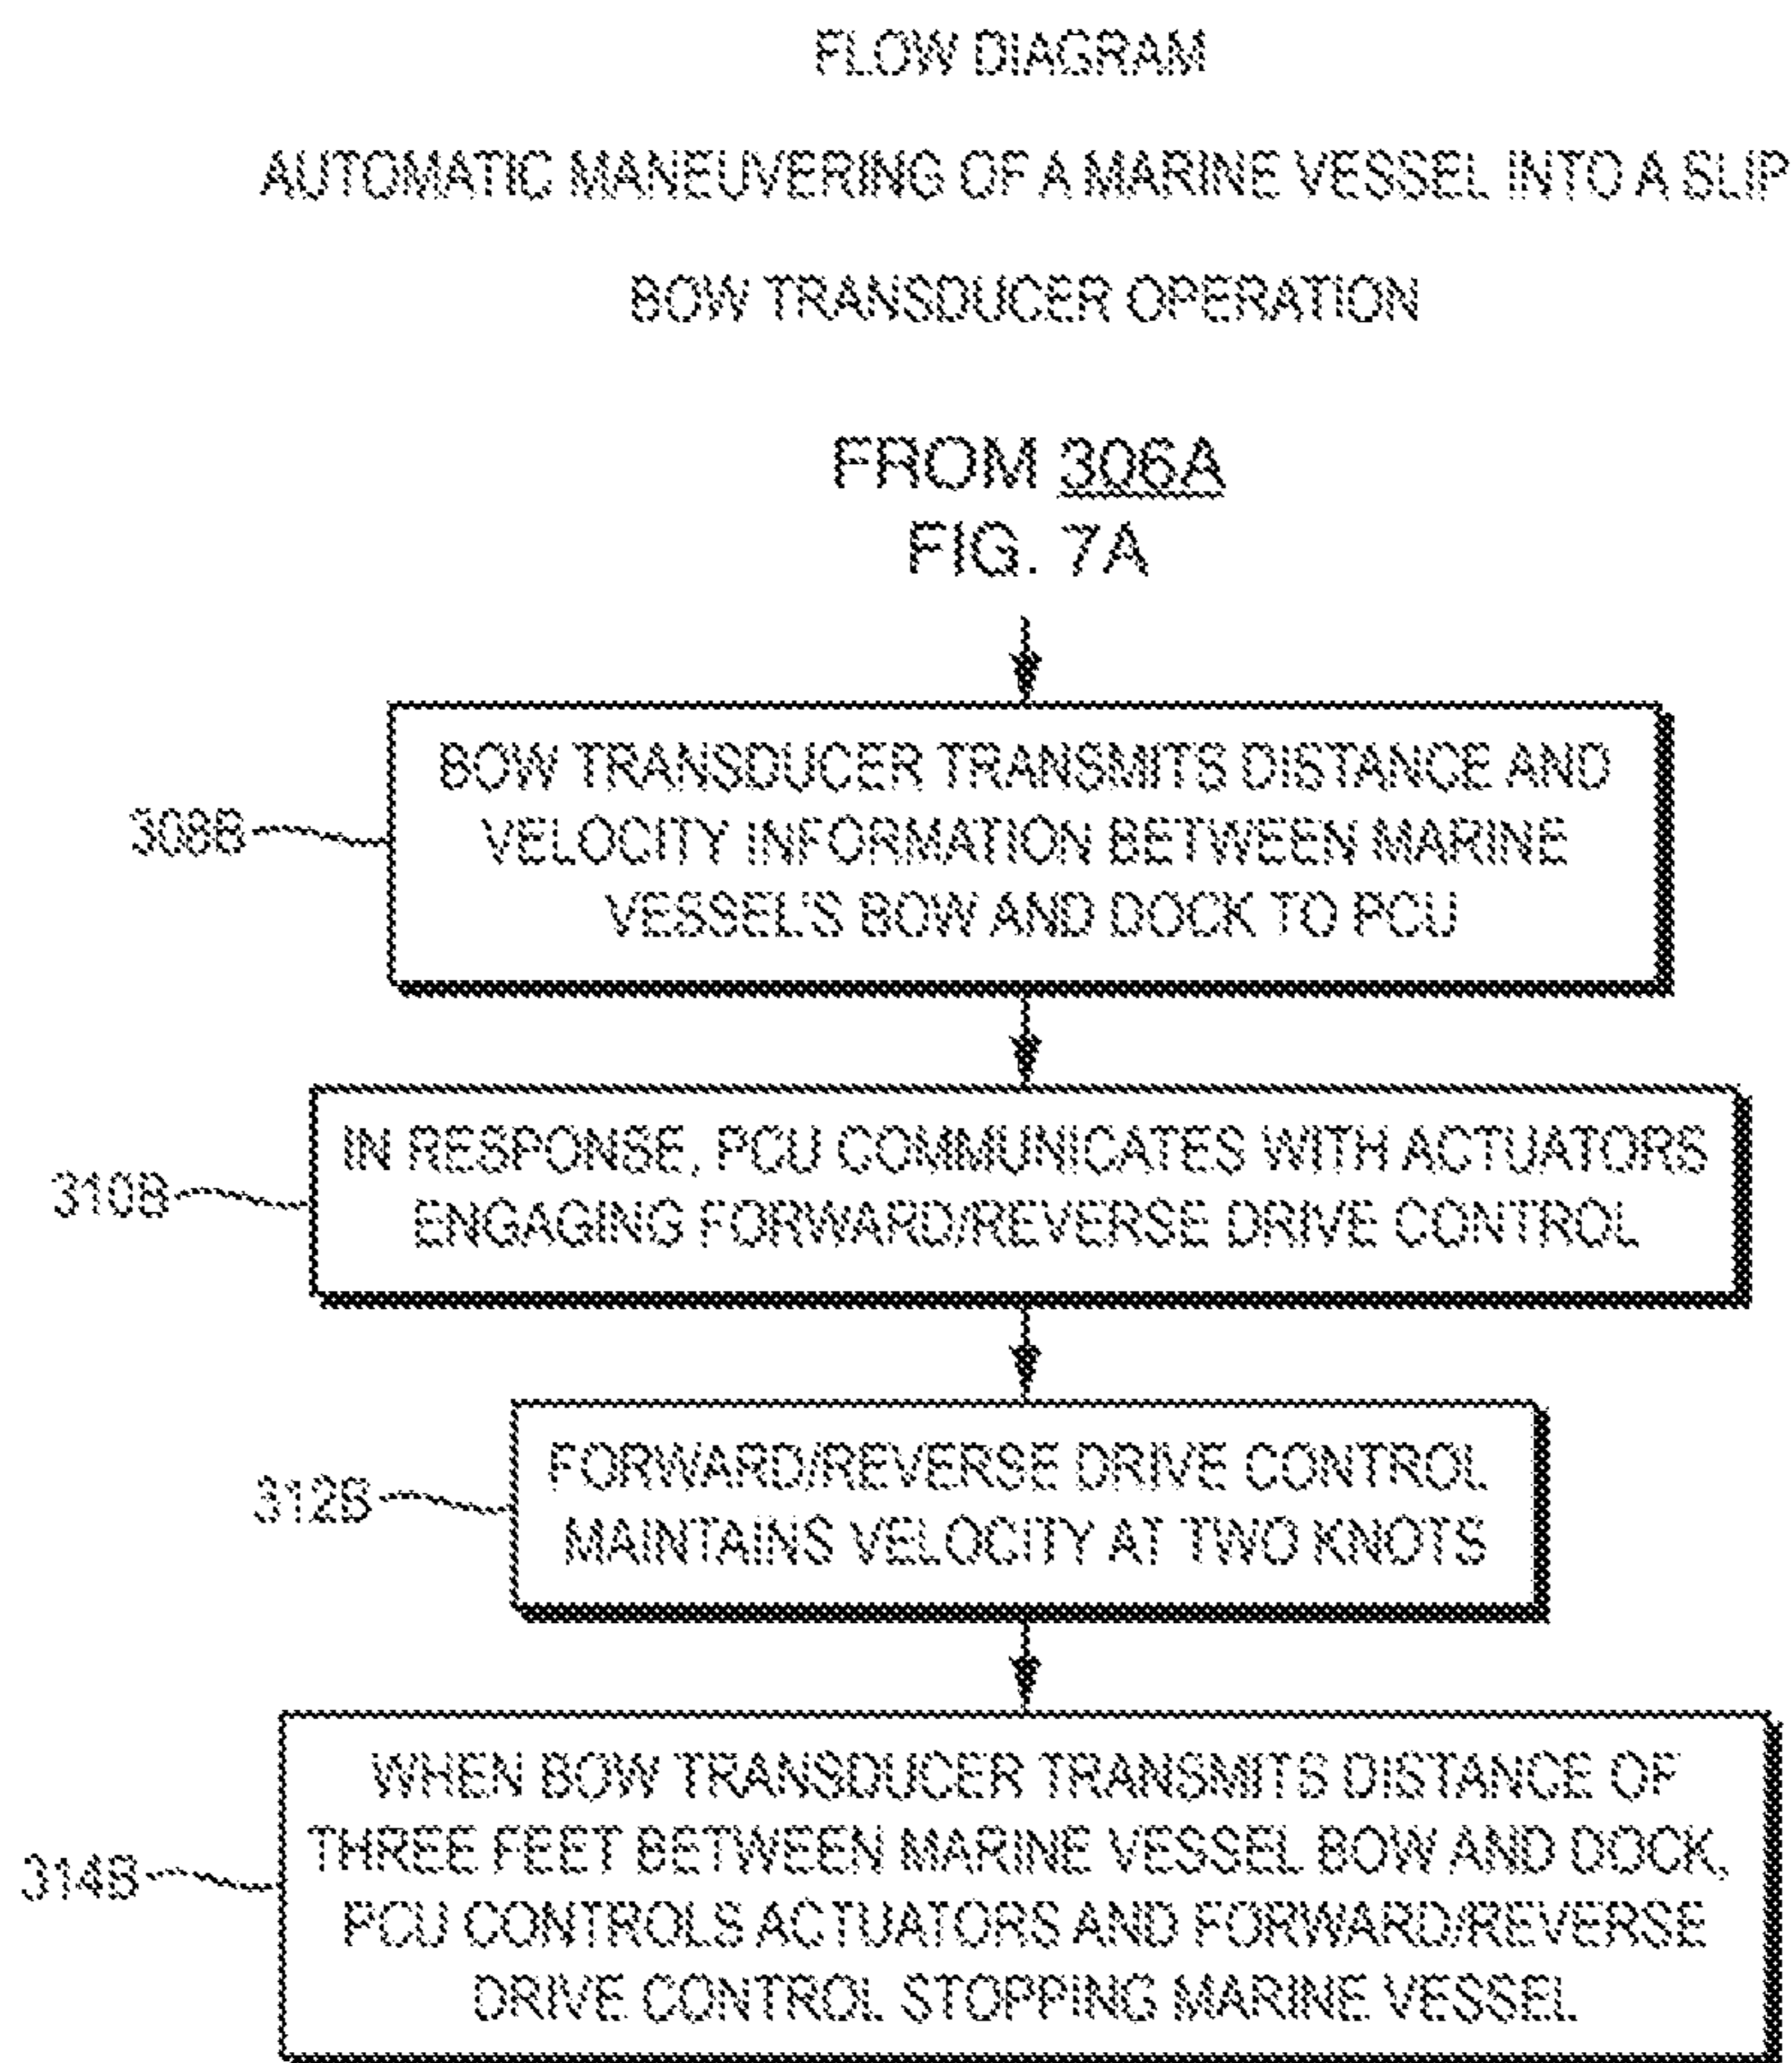 FLOW DIAGRAM
AUTOMATIC MANEUVERING OF A MARINE VESSEL INTO A SLIP
BOW TRANSDUCER OPERATION
FROM 306A
FIG. 7A
308B
BOW TRANSDUCER TRANSMITS DISTANCE AND
VELOCITY INFORMATION BETWEEN MARINE
VESSEL'S BOW AND DOCK TO PCU
310B
IN RESPONSE, PCU COMMUNICATES WITH ACTUATORS
ENGAGING FORWARD/REVERSE DRIVE CONTROL
312B
FORWARD/REVERSE DRIVE CONTROL
MAINTAINS VELOCITY AT TWO KNOTS
314B
WHEN BOW TRANSDUCER TRANSMITS DISTANCE OF
THREE FEET BETWEEN MARINE VESSEL BOW AND DOCK,
PCU CONTROLS ACTUATORS AND FORWARD/REVERSE
DRIVE CONTROL STOPPING MARINE VESSEL